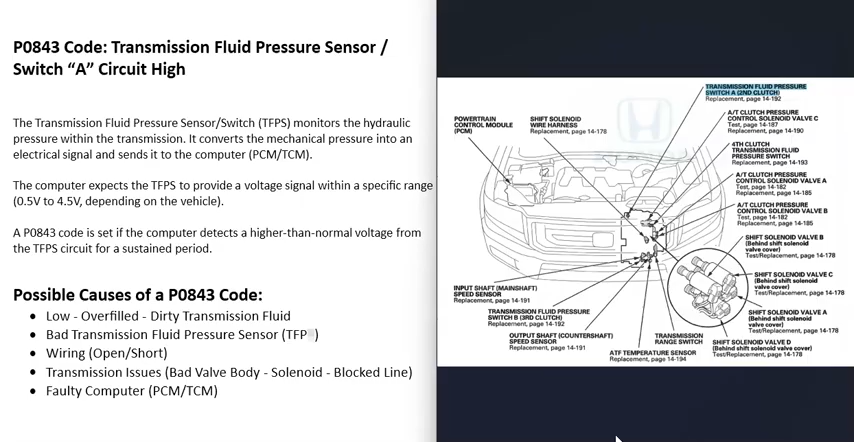 P0843 Code: Transmission Fluid Pressure Sensor /
Switch “A” Circuit High
The Transmission Fluid Pressure Sensor/Switch (TFPS) monitors the hydraulic
pressure within the transmission. It converts the mechanical pressure into an
electrical signal and sends it to the computer (PCM/TCM).
The computer expects the TFPS to provide a voltage signal within a specific range
(0.5V to 4.5V, depending on the vehicle).
A P0843 code is set if the computer detects a higher-than-normal voltage from
the TFPS circuit for a sustained period.
Possible Causes of a P0843 Code:
Low - Overfilled - Dirty Transmission Fluid
Bad Transmission Fluid Pressure Sensor (TFP )
Wiring (Open/Short)
Transmission Issues (Bad Valve Body - Solenoid - Blocked Line)
Faulty Computer (PCM/TCM)
POWERTRAIN
CONTROL MODULE
(PCM)
SHIFT SOLENOID
WIRE HARNESS
Replacement, page 14-178
TRANSMISSION FLUID PRESSURE
SWITCH A (2ND CLUTCH)
Replacement, page 14-192
A/T CLUTCH PRESSURE
CONTROL SOLENOID VALVE C
Test, page 14-187
Replacement, page 14-190
4TH CLUTCH
TRANSMISSION FLUID
PRESSURE SWITCH
Replacement, page 14-193
A/T CLUTCH PRESSURE
CONTROL SOLENOID VALVE A
Test, page 14-182
Replacement, page 14-185
A/T CLUTCH PRESSURE
CONTROL SOLENOID VALVE B
Test, page 14-182
Replacement, page 14-185
SHIFT SOLENOID VALVE B
(Behind shift solenoid
valve cover)
Test/Replacement, page 14-178
SHIFT SOLENOID VALVE C
(Behind shift solenoid
valve cover)
Test/Replacement, page 14-178
SHIFT SOLENOID VALVE A
(Behind shift solenoid
valve cover)
Test/Replacement, page 14-178
SHIFT SOLENOID VALVE D
(Behind shift solenoid valve cover)
Test/Replacement, page 14-178
INPUT SHAFT (MAINSHAFT)
SPEED SENSOR
Replacement, page 14-191
TRANSMISSION FLUID PRESSURE
SWITCH B (3RD CLUTCH)
Replacement, page 14-192
OUTPUT SHAFT (COUNTERSHAFT)
SPEED SENSOR
Replacement, page 14-191
ATF TEMPERATURE SENSOR
Replacement, page 14-194
TRANSMISSION
RANGE SWITCH